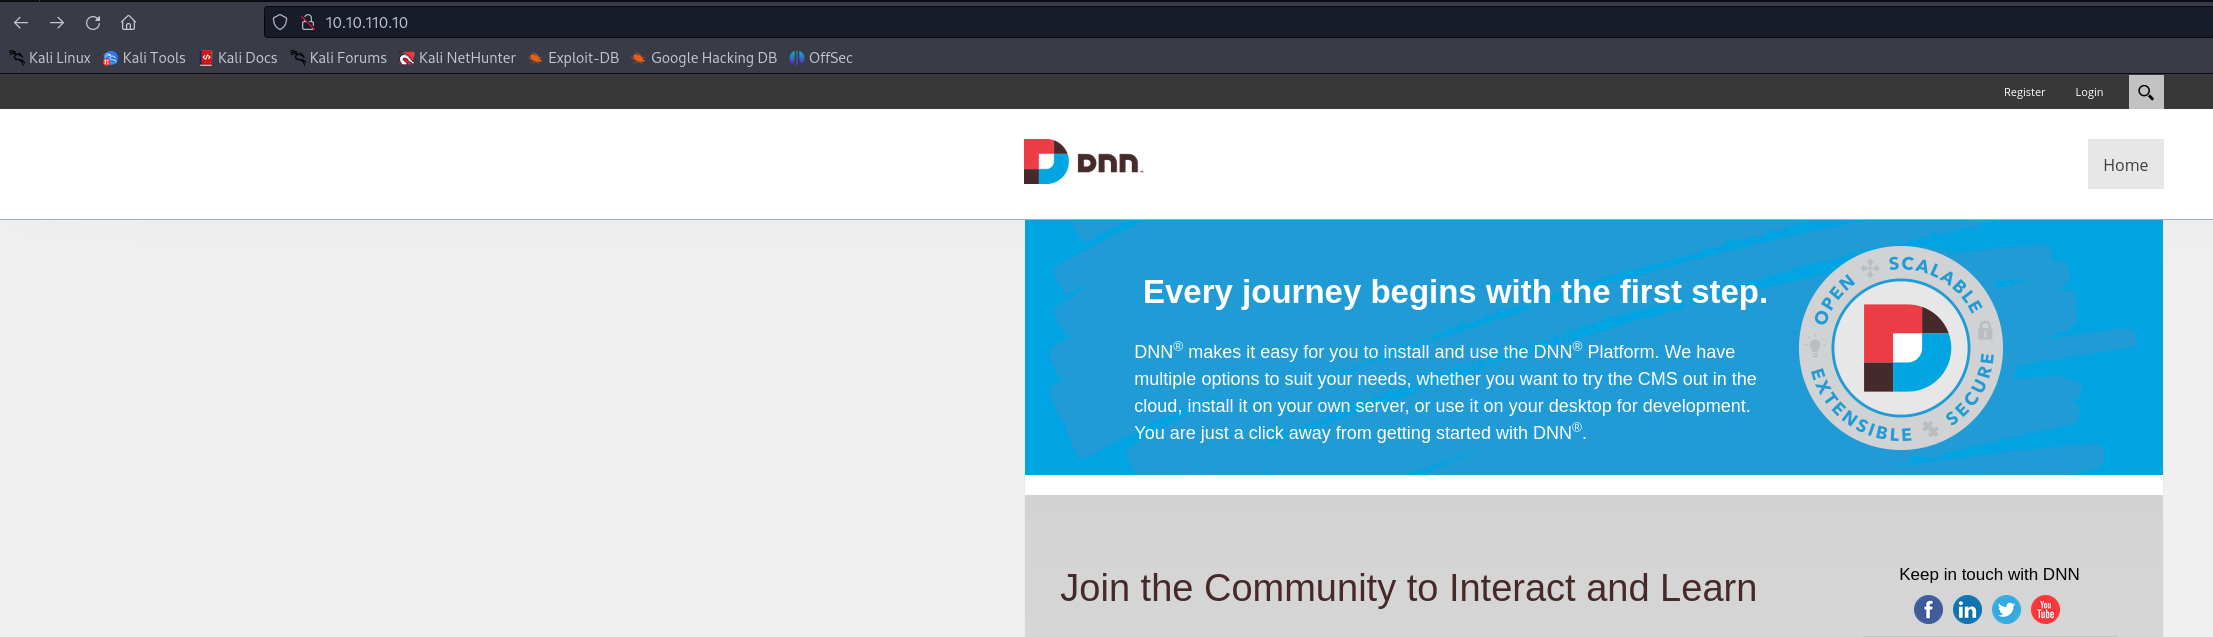 10.10.110.10
Kali Linux Kali Tools Kali Docs Kali Forums Kali NetHunter Exploit-DB Google Hacking DB OffSec
Register Login
DNN
Home
Every journey begins with the first step.
DNN® makes it easy for you to install and use the DNN® Platform. We have
multiple options to suit your needs, whether you want to try the CMS out in the
cloud, install it on your own server, or use it on your desktop for development.
You are just a click away from getting started with DNN®.
OPEN SCALABLE SECURE EXTENSIBLE
Join the Community to Interact and Learn
Keep in touch with DNN
f in You Tube